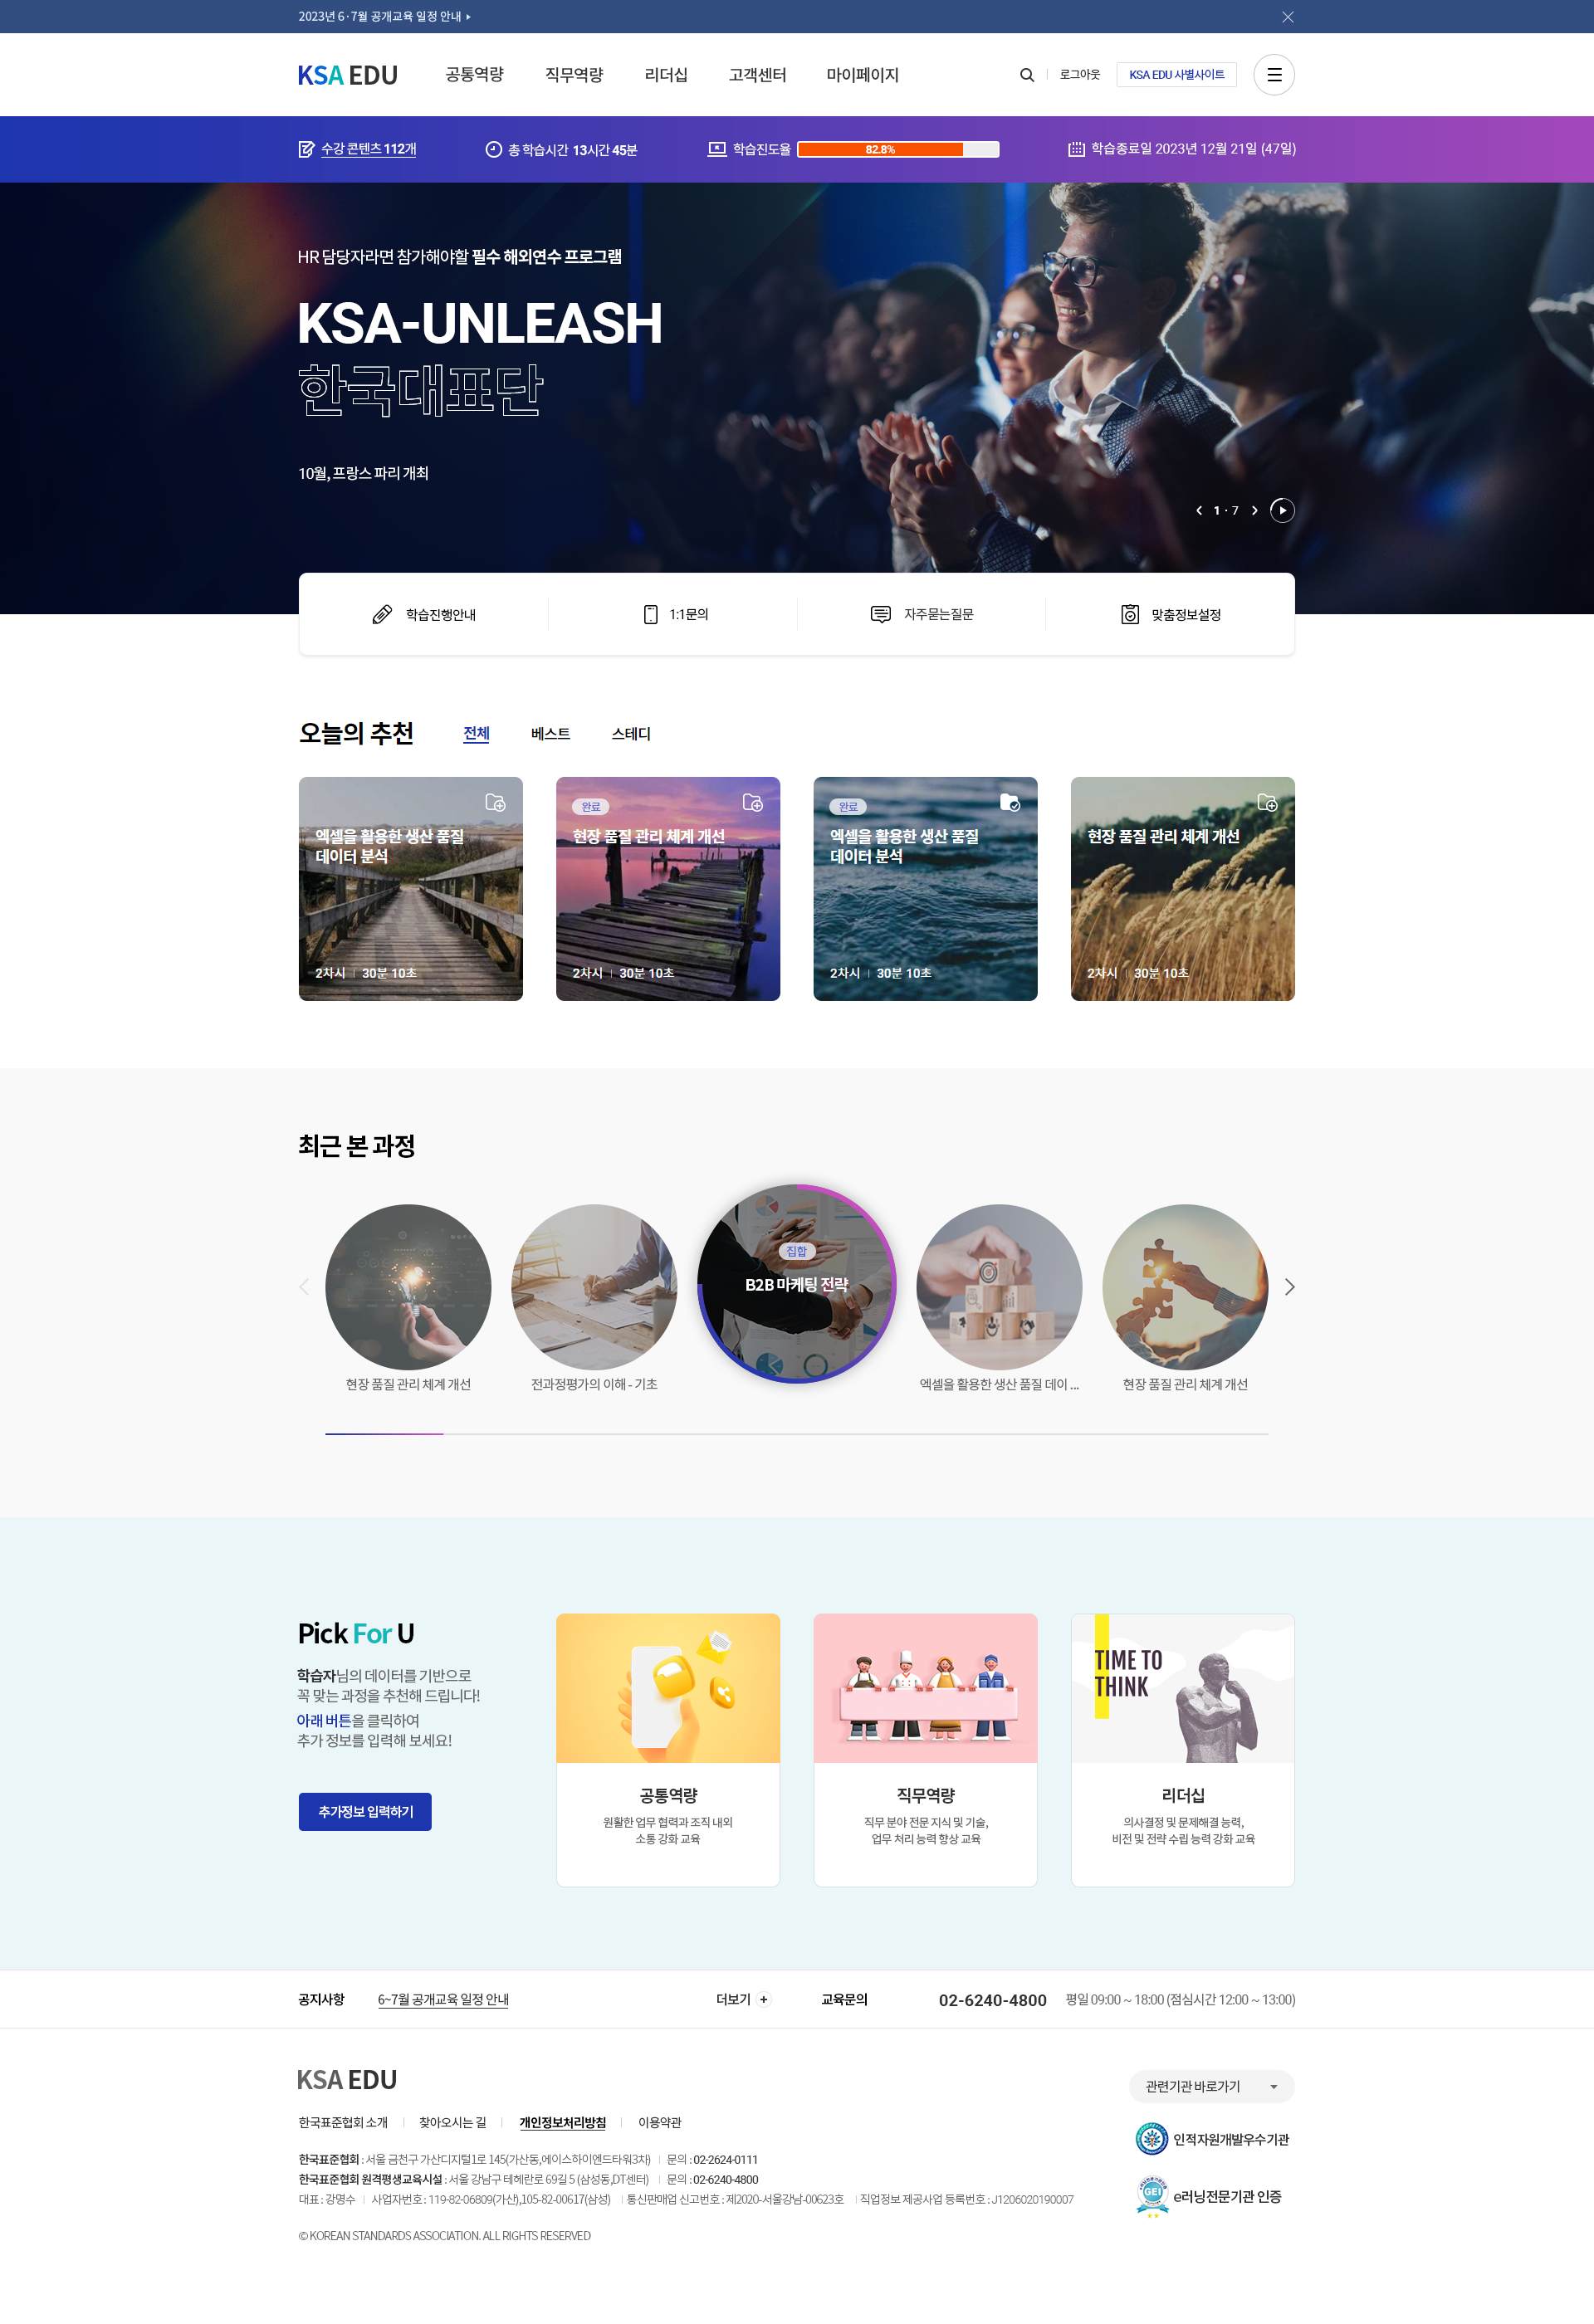 2023년 6·7월 공개교육 일정 안내
KSA EDU
공통역량
직무역량
리더십
고객센터
마이페이지
로그아웃
KSA EDU 사별사이트
수강 콘텐츠 112개
총 학습시간 13시간 45분
학습진도율
82.8%
학습종료일 2023년 12월 21일 (47일)
HR 담당자라면 참가해야할 필수 해외연수 프로그램
KSA-UNLEASH
한국대표단
10월, 프랑스 파리 개최
1 · 7
학습진행안내
1:1문의
자주묻는질문
맞춤정보설정
오늘의 추천
전체
베스트
스테디
엑셀을 활용한 생산 품질
데이터 분석
2차시 | 30분 10초
완료
현장 품질 관리 체계 개선
2차시 | 30분 10초
완료
엑셀을 활용한 생산 품질
데이터 분석
2차시 | 30분 10초
현장 품질 관리 체계 개선
2차시 | 30분 10초
최근 본 과정
현장 품질 관리 체계 개선
전과정평가의 이해 - 기초
집합
B2B 마케팅 전략
엑셀을 활용한 생산 품질 데이 ...
현장 품질 관리 체계 개선
Pick For U
학습자님의 데이터를 기반으로
꼭 맞는 과정을 추천해 드립니다!
아래 버튼을 클릭하여
추가 정보를 입력해 보세요!
추가정보 입력하기
공통역량
원활한 업무 협력과 조직 내외
소통 강화 교육
직무역량
직무 분야 전문 지식 및 기술,
업무 처리 능력 향상 교육
TIME TO
THINK
리더십
의사결정 및 문제해결 능력,
비전 및 전략 수립 능력 강화 교육
공지사항
6~7월 공개교육 일정 안내
더보기
교육문의
02-6240-4800
평일 09:00 ~ 18:00 (점심시간 12:00 ~ 13:00)
KSA EDU
관련기관 바로가기
한국표준협회 소개 | 찾아오시는 길 | 개인정보처리방침 | 이용약관
인적자원개발우수기관
한국표준협회 : 서울 금천구 가산디지털1로 145(가산동,에이스하이엔드타워3차) | 문의 : 02-2624-0111
한국표준협회 원격평생교육시설 : 서울 강남구 테헤란로 69길 5 (삼성동,DT센터) | 문의 : 02-6240-4800
대표 : 강명수 | 사업자번호 : 119-82-06809(가산),105-82-00617(삼성) | 통신판매업 신고번호 : 제2020-서울강남-00623호 | 직업정보 제공사업 등록번호 : J1206020190007
GEI
e러닝전문기관 인증
© KOREAN STANDARDS ASSOCIATION. ALL RIGHTS RESERVED